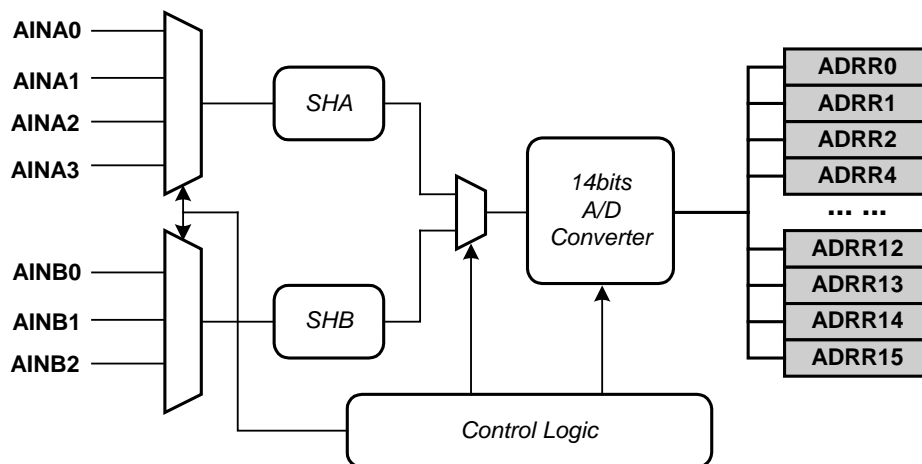 AINA0
AINA1
AINA2
AINA3
AINB0
AINB1
AINB2
SHA
SHB
14bits
A/D
Converter
Control Logic
ADRR0
ADRR1
ADRR2
ADRR4
... ...
ADRR12
ADRR13
ADRR14
ADRR15